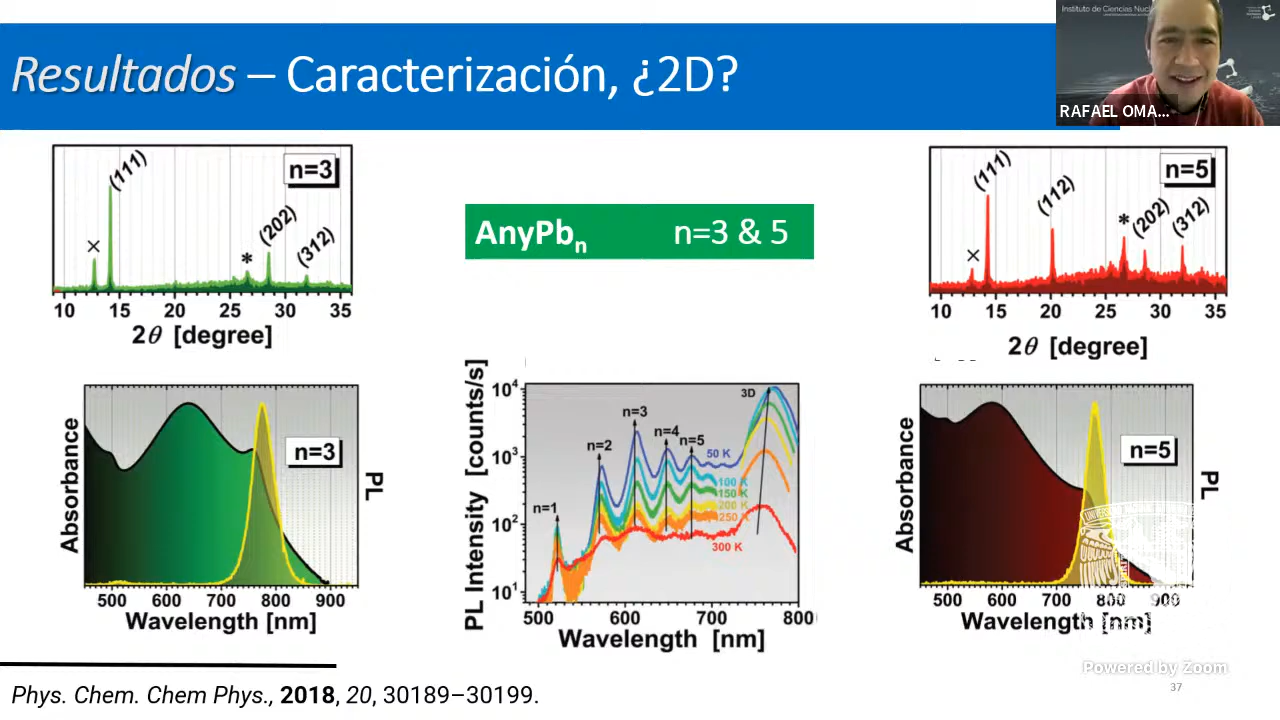 Resultados – Caracterización, ¿2D?
Instituto de Ciencias Nucl
RAFAEL OMA...
n=3
(111)
×
*
(202)
(312)
10 15 20 25 30 35
2θ [degree]
AnyPbn n=3 & 5
n=5
(111)
(112)
×
*
(202)
(312)
10 15 20 25 30 35
2θ [degree]
Absorbance
n=3
PL
500 600 700 800 900
Wavelength [nm]
PL Intensity [counts/s]
10⁴
10³
10²
10¹
n=1
n=2
n=3
n=4
n=5
3D
50 K
100 K
150 K
200 K
250 K
300 K
500 600 700 800
Wavelength [nm]
Absorbance
n=5
PL
500 600 700 800 900
Wavelength [nm]
Powered by Zoom
37
Phys. Chem. Chem Phys., 2018, 20, 30189–30199.